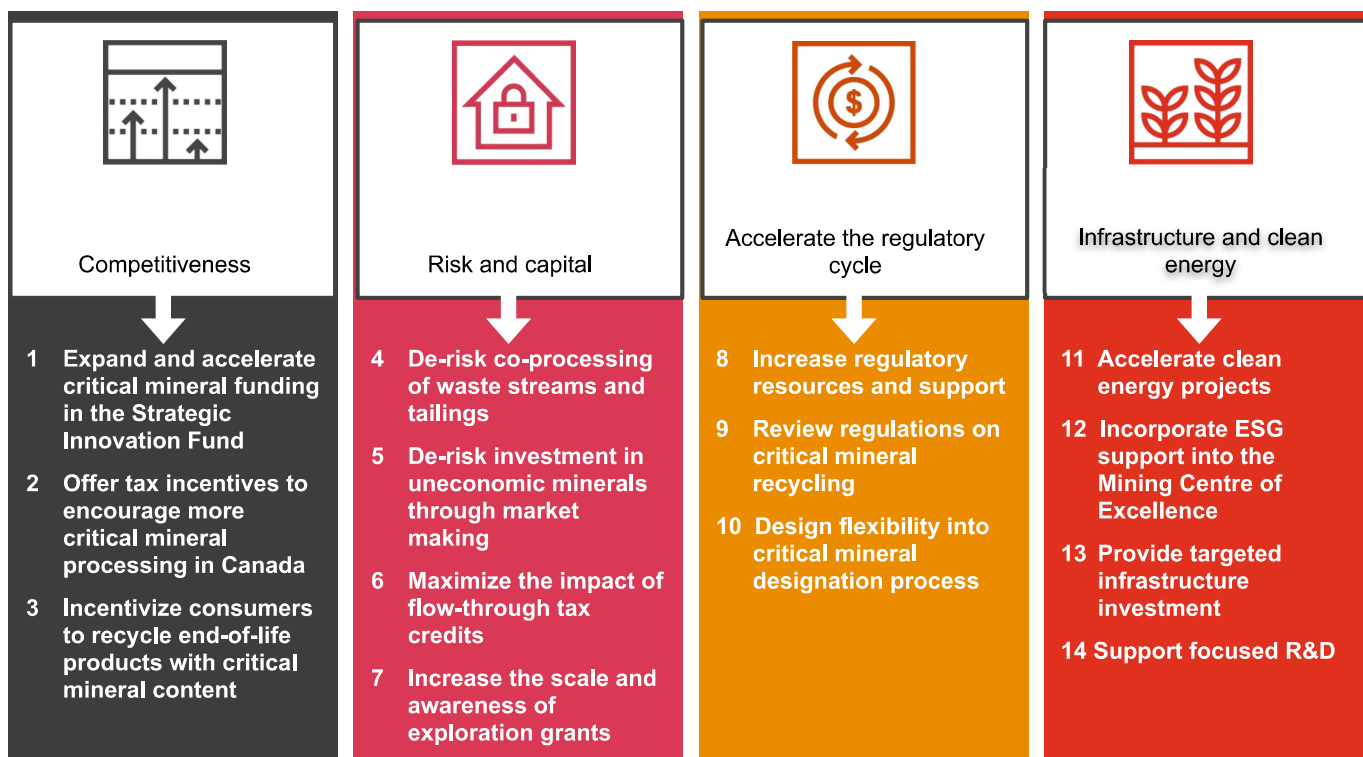 $
Competitiveness
1 Expand and accelerate
critical mineral funding
in the Strategic
Innovation Fund
2 Offer tax incentives to
encourage more
critical mineral
processing in Canada
3 Incentivize consumers
to recycle end-of-life
products with critical
mineral content
Risk and capital
4 De-risk co-processing
of waste streams and
tailings
5 De-risk investment in
uneconomic minerals
through market
making
6 Maximize the impact of
flow-through tax
credits
7 Increase the scale and
awareness of
exploration grants
Accelerate the regulatory
cycle
8 Increase regulatory
resources and support
9 Review regulations on
critical mineral
recycling
10 Design flexibility into
critical mineral
designation process
Infrastructure and clean
energy
11 Accelerate clean
energy projects
12 Incorporate ESG
support into the
Mining Centre of
Excellence
13 Provide targeted
infrastructure
investment
14 Support focused R&D